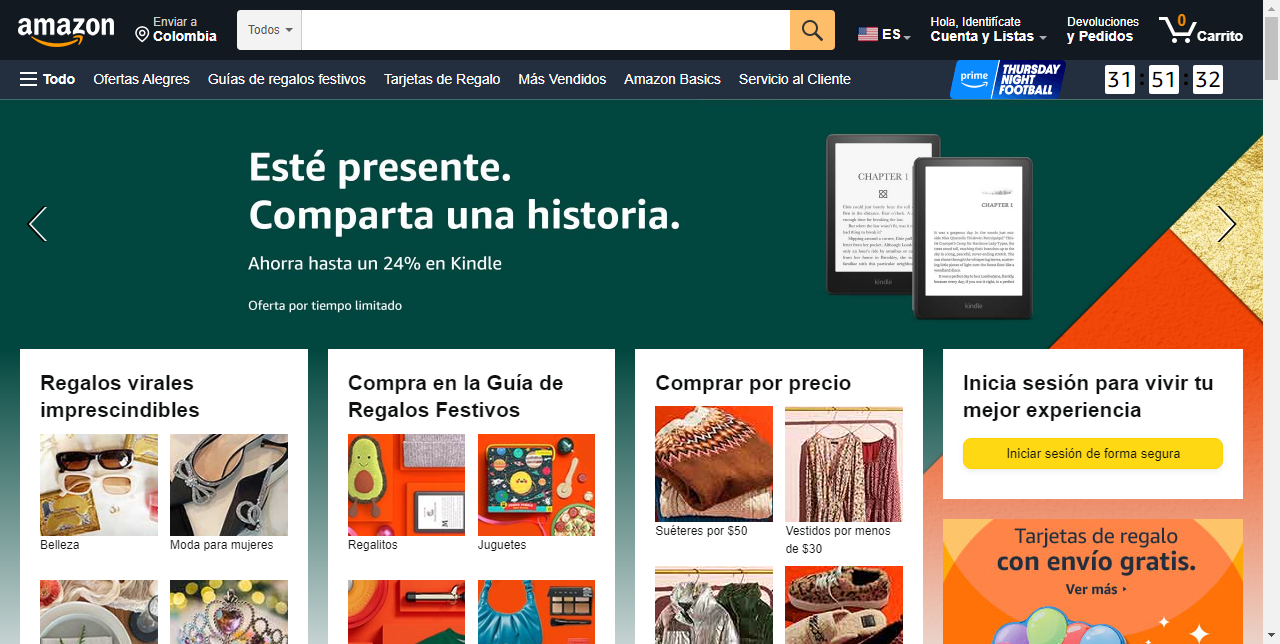 amazon
Enviar a
Colombia
Todos
ES
Hola, Identifícate
Cuenta y Listas
Devoluciones
y Pedidos
0
Carrito
Todo
Ofertas Alegres
Guías de regalos festivos
Tarjetas de Regalo
Más Vendidos
Amazon Basics
Servicio al Cliente
prime
THURSDAY
NIGHT
FOOTBALL
31 : 51 : 32
Esté presente.
Comparta una historia.
Ahorra hasta un 24% en Kindle
Oferta por tiempo limitado
CHAPTER 1
kindle
CHAPTER 1
kindle
Regalos virales
imprescindibles
Belleza
Moda para mujeres
Compra en la Guía de
Regalos Festivos
Regalitos
Juguetes
Comprar por precio
Suéteres por $50
Vestidos por menos
de $30
Inicia sesión para vivir tu
mejor experiencia
Iniciar sesión de forma segura
Tarjetas de regalo
con envío gratis.
Ver más